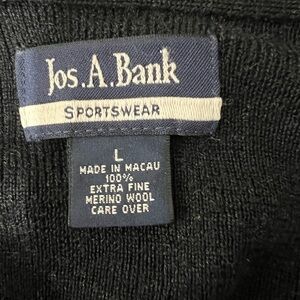 Jos. A. Bank
SPORTSWEAR
L
MADE IN MACAU
100%
EXTRA FINE
MERINO WOOL
CARE OVER